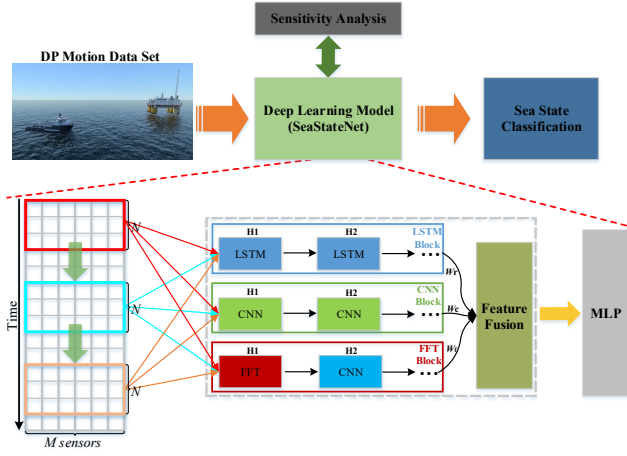 Sensitivity Analysis
DP Motion Data Set
Deep Learning Model
(SeaStateNet)
Sea State
Classification
Time
N
N
N
M sensors
H1
H2
LSTM
Block
LSTM
LSTM
H1
H2
CNN
Block
CNN
CNN
H1
H2
FFT
Block
FFT
CNN
Wr
Wc
Wf
Feature
Fusion
MLP